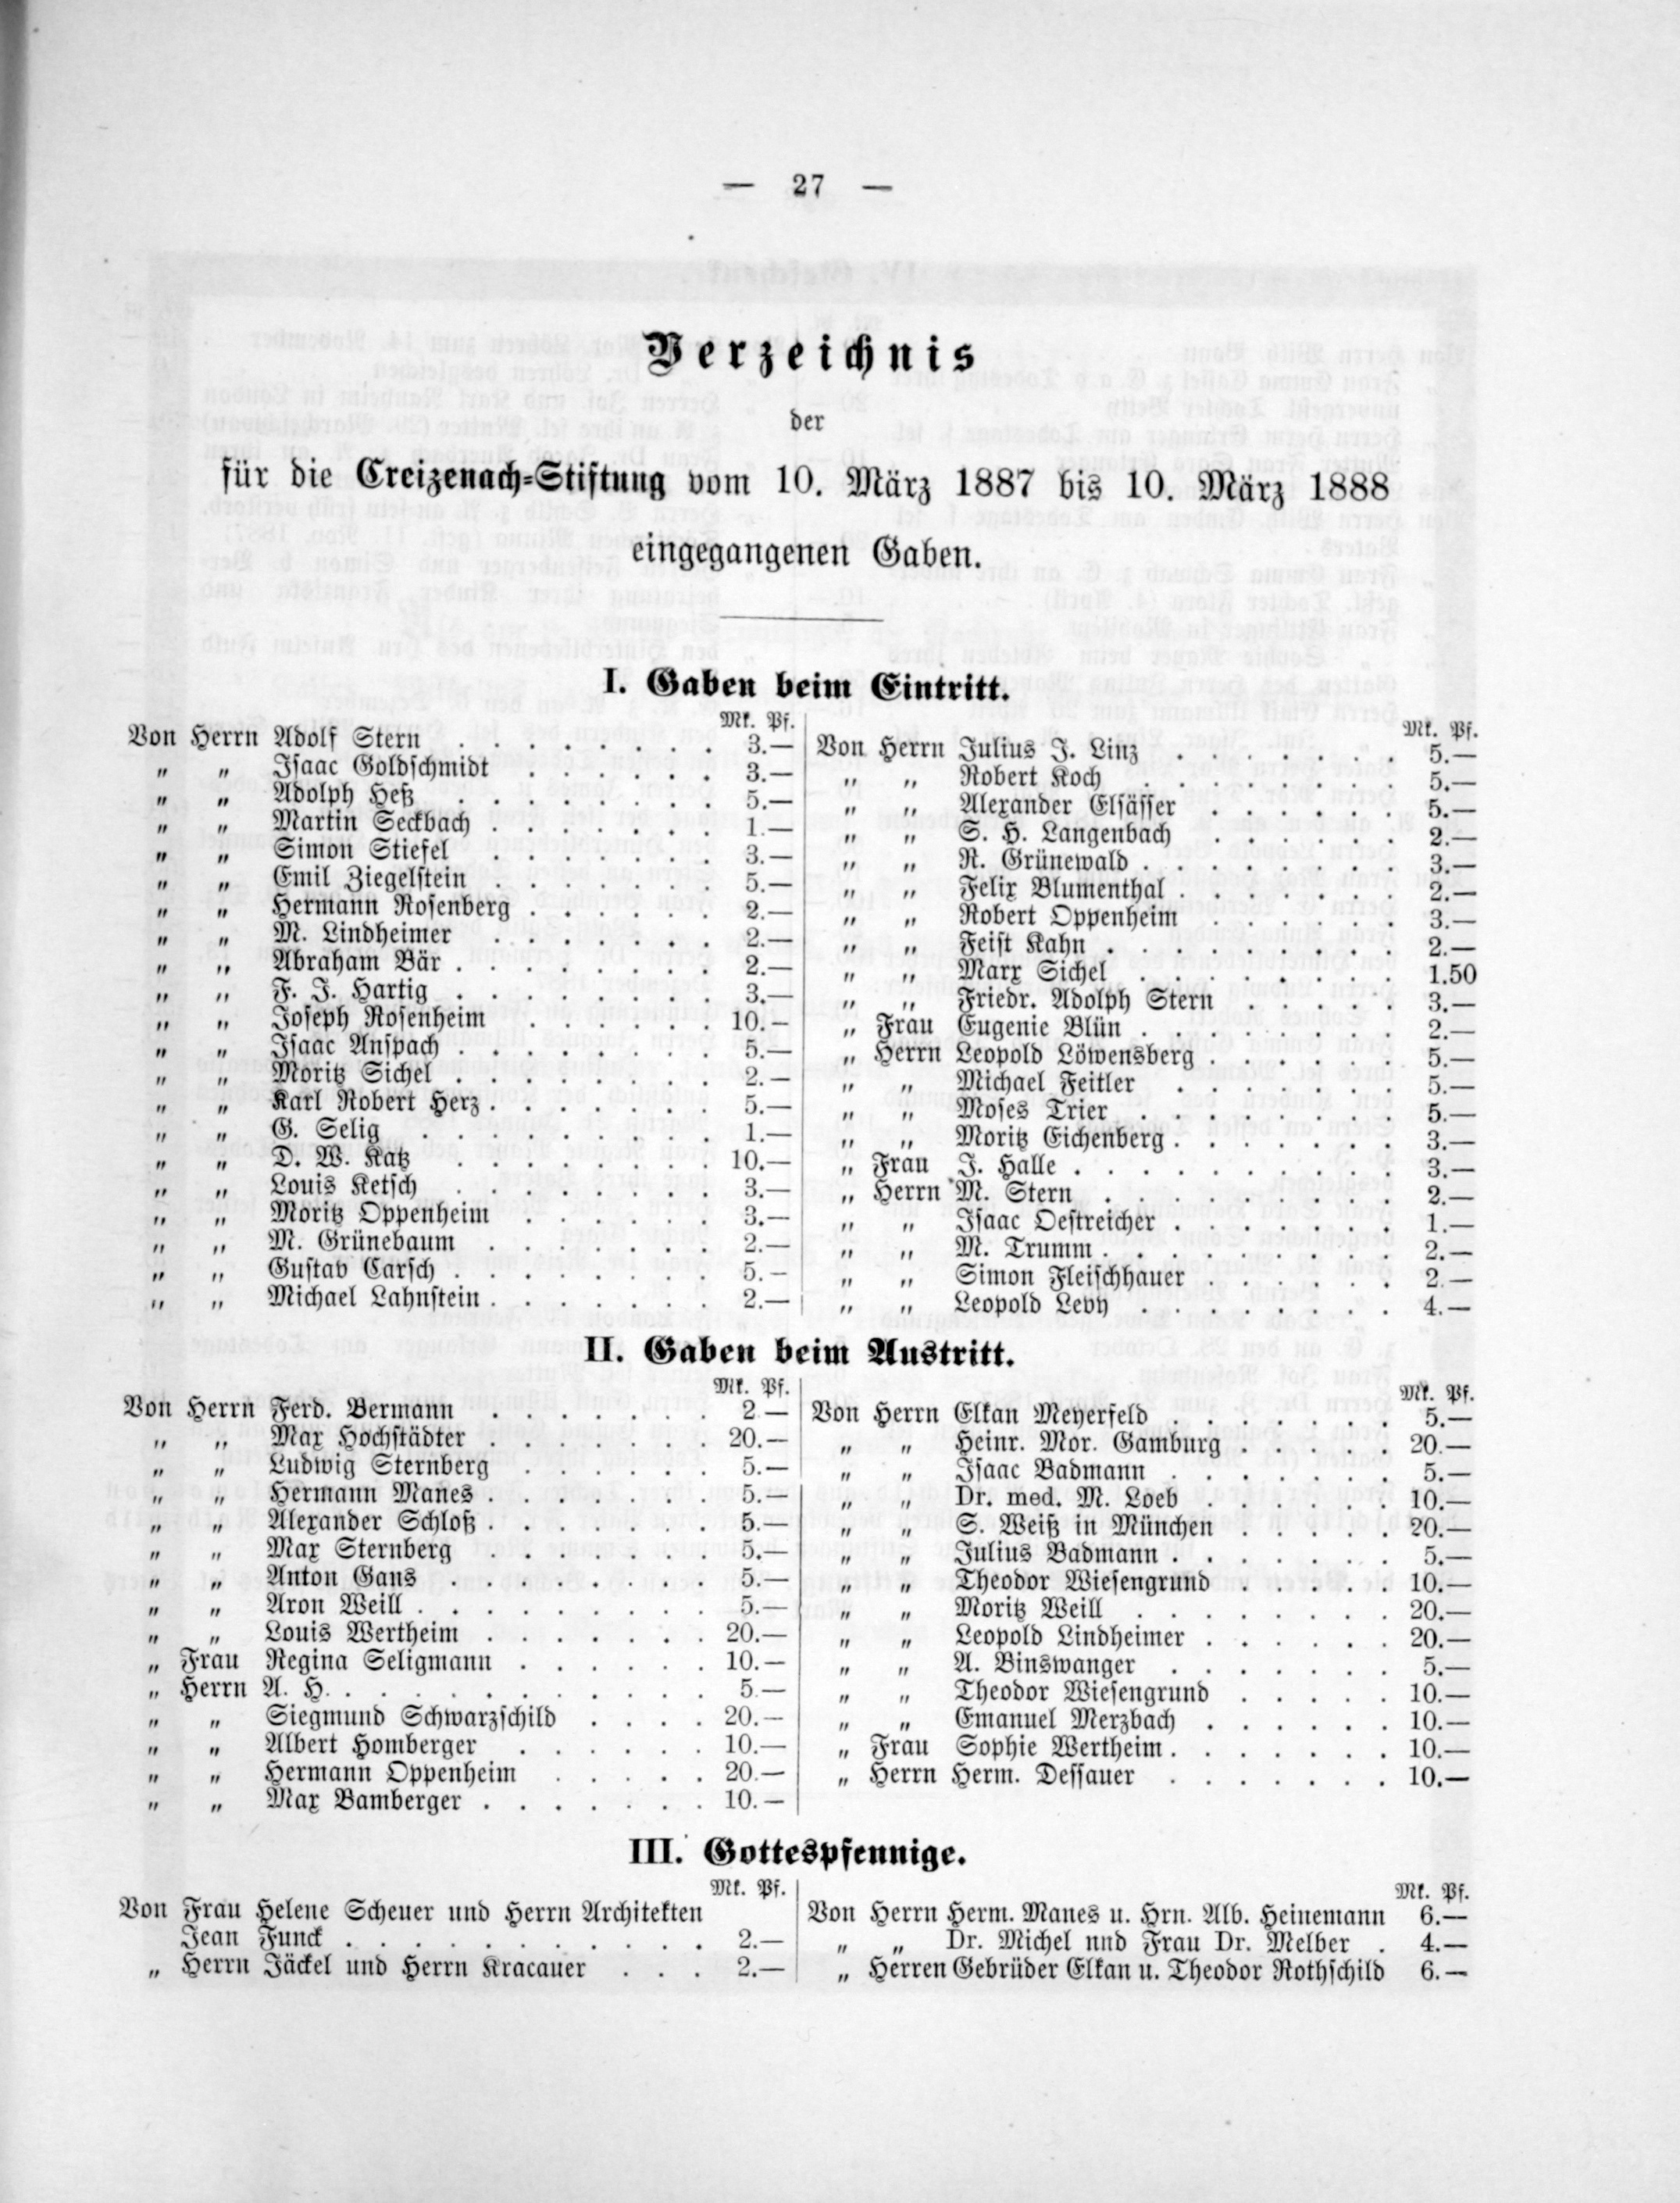 — 27 —
Verzeichnis
der
für die Creizenach-Stiftung vom 10. März 1887 bis 10. März 1888
eingegangenen Gaben.
I. Gaben beim Eintritt.
Mk. Pf.
Von Herrn Adolf Stern . . . . . . . . 3.—
„ „ Isaac Goldschmidt . . . . . . 3.—
„ „ Adolph Heß . . . . . . . . 5.—
„ „ Martin Seckbach . . . . . . . 1.—
„ „ Simon Stiefel . . . . . . . 3.—
„ „ Emil Ziegelstein . . . . . . . 5.—
„ „ Hermann Rosenberg . . . . . . 2.—
„ „ M. Lindheimer . . . . . . . 2.—
„ „ Abraham Bär . . . . . . . . 2.—
„ „ F. J. Hartig . . . . . . . . 3.—
„ „ Joseph Rosenheim . . . . . . 10.—
„ „ Isaac Anspach . . . . . . . . 5.—
„ „ Moritz Sichel . . . . . . . . 2.—
„ „ Karl Robert Herz . . . . . . . 5.—
„ „ G. Selig . . . . . . . . . 1.—
„ „ D. W. Katz . . . . . . . . 10.—
„ „ Louis Ketsch . . . . . . . . 3.—
„ „ Moritz Oppenheim . . . . . . 3.—
„ „ M. Grünebaum . . . . . . . 2.—
„ „ Gustav Carsch . . . . . . . . 5.—
„ „ Michael Lahnstein . . . . . . . 2.—
Mk. Pf.
Von Herrn Julius J. Linz . . . . . . . 5.—
„ „ Robert Koch . . . . . . . . 5.—
„ „ Alexander Elsässer . . . . . . 5.—
„ „ S. H. Langenbach . . . . . . 2.—
„ „ R. Grünewald . . . . . . . 3.—
„ „ Felix Blumenthal . . . . . . 2.—
„ „ Robert Oppenheim . . . . . . 3.—
„ „ Feist Kahn . . . . . . . . . 2.—
„ „ Marx Sichel . . . . . . . . 1.50
„ „ Friedr. Adolph Stern . . . . . 3.—
„ Frau Eugenie Blün . . . . . . . . 2.—
„ Herrn Leopold Löwensberg . . . . . . 5.—
„ „ Michael Feitler . . . . . . . 5.—
„ „ Moses Trier . . . . . . . . 5.—
„ „ Moritz Eichenberg . . . . . . . 3.—
„ Frau J. Halle . . . . . . . . . . 3.—
„ Herrn M. Stern . . . . . . . . . 2.—
„ „ Isaac Oestreicher . . . . . . . 1.—
„ „ M. Trumm . . . . . . . . . 2.—
„ „ Simon Fleischhauer . . . . . . 2.—
„ „ Leopold Levy . . . . . . . . 4.—
II. Gaben beim Austritt.
Mk. Pf.
Von Herrn Ferd. Bermann . . . . . . . 2.—
„ „ Max Hochstädter . . . . . . . 20.—
„ „ Ludwig Sternberg . . . . . . 5.—
„ „ Hermann Manes . . . . . . . 5.—
„ „ Alexander Schloß . . . . . . . 5.—
„ „ Max Sternberg . . . . . . . 5.—
„ „ Anton Gans . . . . . . . . 5.—
„ „ Aron Weill . . . . . . . . . 5.—
„ „ Louis Wertheim . . . . . . . 20.—
„ Frau Regina Seligmann . . . . . . 10.—
„ Herrn A. H. . . . . . . . . . . 5.—
„ „ Siegmund Schwarzschild . . . . 20.—
„ „ Albert Homberger . . . . . . 10.—
„ „ Hermann Oppenheim . . . . . 20.—
„ „ Max Bamberger . . . . . . . 10.—
Mk. Pf.
Von Herrn Elkan Meyerfeld . . . . . . . 5.—
„ „ Heinr. Mor. Gamburg . . . . . 20.—
„ „ Isaac Badmann . . . . . . . 5.—
„ „ Dr. med. M. Loeb . . . . . . 10.—
„ „ S. Weiß in München . . . . . 20.—
„ „ Julius Badmann . . . . . . . 5.—
„ „ Theodor Wiesengrund . . . . . 10.—
„ „ Moritz Weill . . . . . . . . 20.—
„ „ Leopold Lindheimer . . . . . . 20.—
„ „ A. Binswanger . . . . . . . 5.—
„ „ Theodor Wiesengrund . . . . . 10.—
„ „ Emanuel Merzbach . . . . . . 10.—
„ Frau Sophie Wertheim . . . . . . . 10.—
„ Herrn Herm. Dessauer . . . . . . . 10.—
III. Gottespfennige.
Mk. Pf.
Von Frau Helene Scheuer und Herrn Architekten
Jean Funck . . . . . . . . . . . 2.—
„ Herrn Jäckel und Herrn Kracauer . . . 2.—
Mk. Pf.
Von Herrn Herm. Manes u. Hrn. Alb. Heinemann 6.—
„ „ Dr. Michel und Frau Dr. Melber . 4.—
„ Herren Gebrüder Elkan u. Theodor Rothschild 6.—